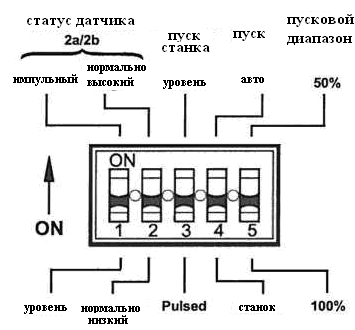 статус датчика
2a/2b
пуск
станка
пуск
пусковой
диапазон
импульный
нормально
высокий
уровень
авто
50%
ON
ON
1 2 3 4 5
уровень
нормально
низкий
Pulsed
станок
100%